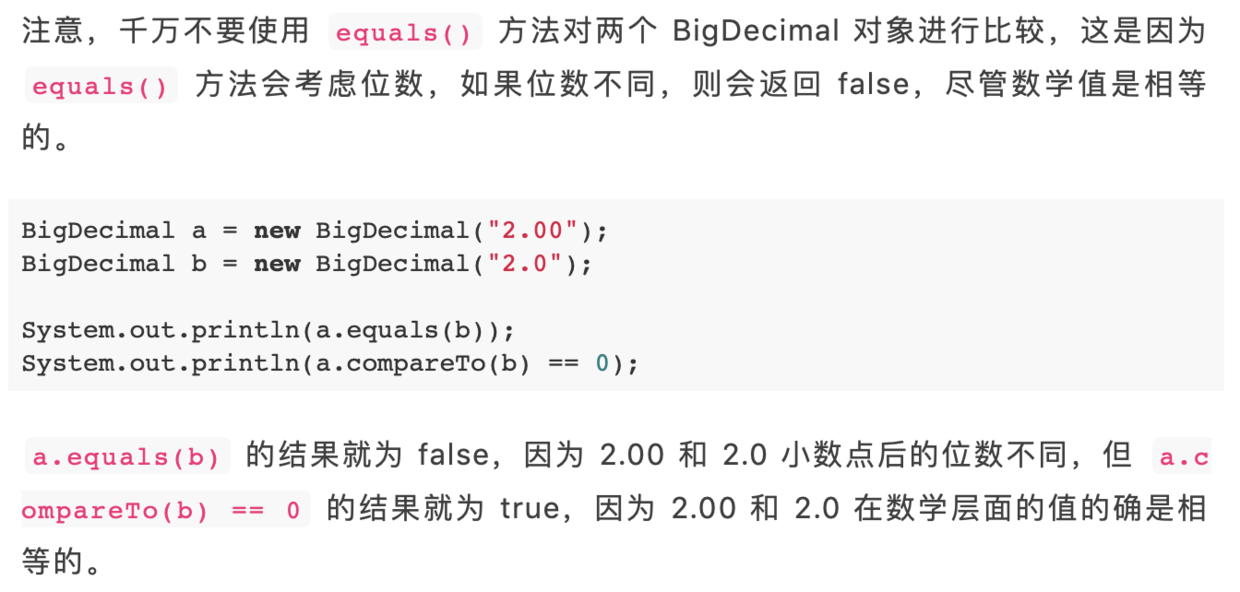 注意，千万不要使用 equals() 方法对两个 BigDecimal 对象进行比较，这是因为
equals() 方法会考虑位数，如果位数不同，则会返回 false，尽管数学值是相等
的。
BigDecimal a = new BigDecimal("2.00");
BigDecimal b = new BigDecimal("2.0");
System.out.println(a.equals(b));
System.out.println(a.compareTo(b) == 0);
a.equals(b) 的结果就为 false，因为 2.00 和 2.0 小数点后的位数不同，但 a.c
ompareTo(b) == 0 的结果就为 true，因为 2.00 和 2.0 在数学层面的值的确是相
等的。